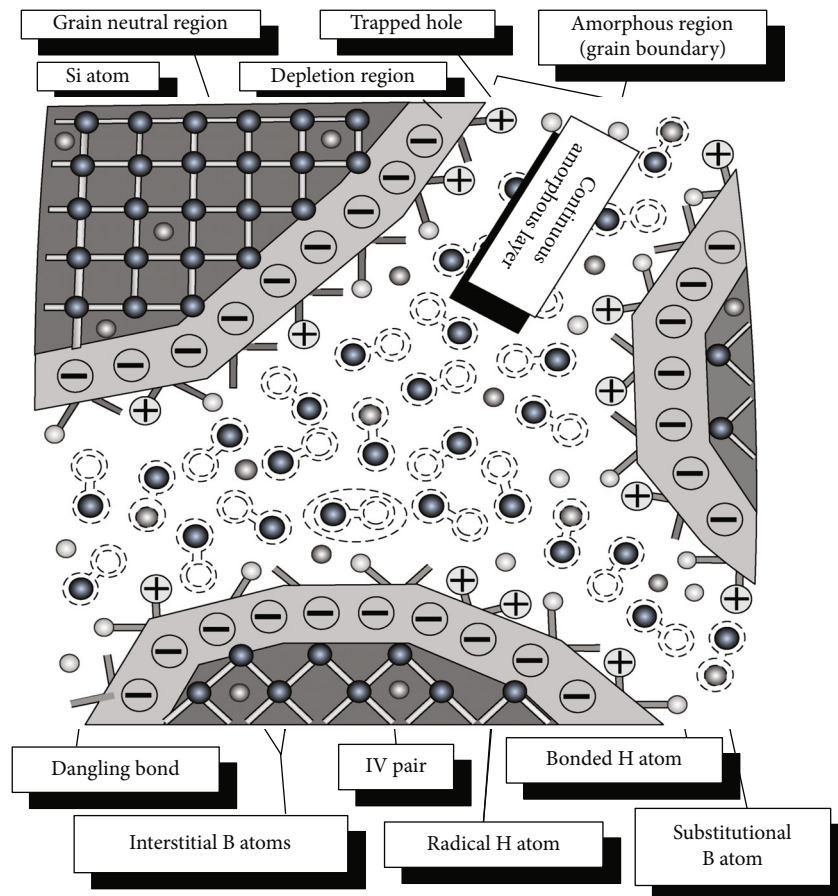 Grain neutral region
Trapped hole
Amorphous region
(grain boundary)
Si atom
Depletion region
Continuous
amorphous layer
Dangling bond
IV pair
Bonded H atom
Interstitial B atoms
Radical H atom
Substitutional
B atom